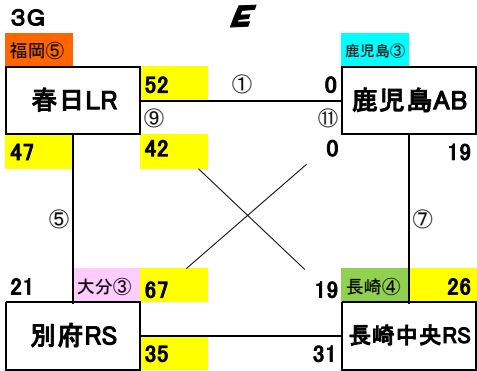 3G E
福岡⑤ 鹿児島③
春日LR 52 ① 0 鹿児島AB
⑨ ⑪
47 42 0 19
⑤ ⑦
21 大分③ 67 19 長崎④ 26
別府RS 35 31 長崎中央RS